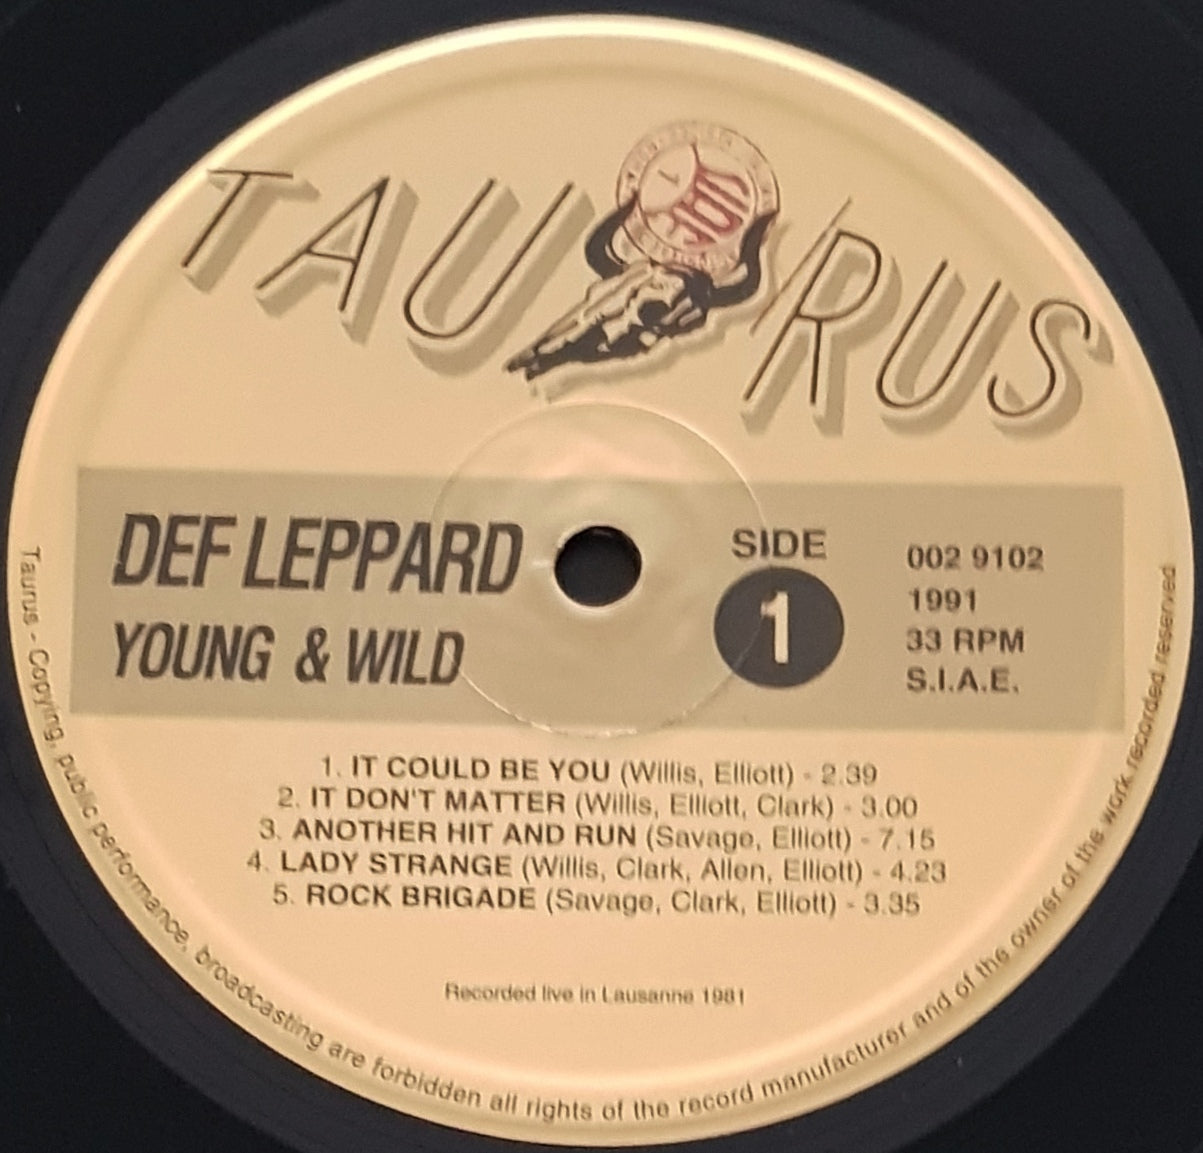 TAURUS
DEF LEPPARD
YOUNG & WILD
SIDE
1
002 9102
1991
33 RPM
S.I.A.E.
1. IT COULD BE YOU (Willis, Elliott) - 2.39
2. IT DON'T MATTER (Willis, Elliott, Clark) - 3.00
3. ANOTHER HIT AND RUN (Savage, Elliott) - 7.15
4. LADY STRANGE (Willis, Clark, Allen, Elliott) - 4.23
5. ROCK BRIGADE (Savage, Clark, Elliott) - 3.35
Recorded live in Lausanne 1981
Taurus - Copying, public performance, broadcasting are forbidden all rights of the record manufacturer and of the owner of the work recorded reserved